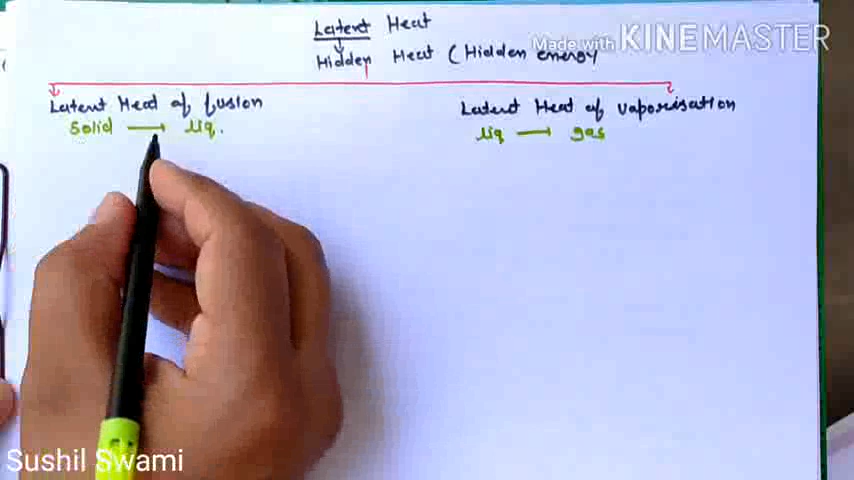 Latent Heat
Made with KINEMASTER
Hidden Heat (Hidden energy
Latent Heat of fusion
Solid → liq.
Latent Heat of vaporisation
liq → gas
Sushil Swami